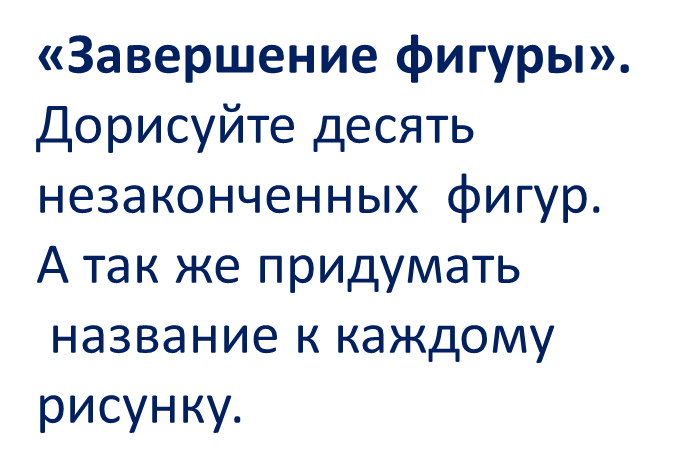 «Завершение фигуры».
Дорисуйте десять
незаконченных  фигур.
А так же придумать
название к каждому
рисунку.